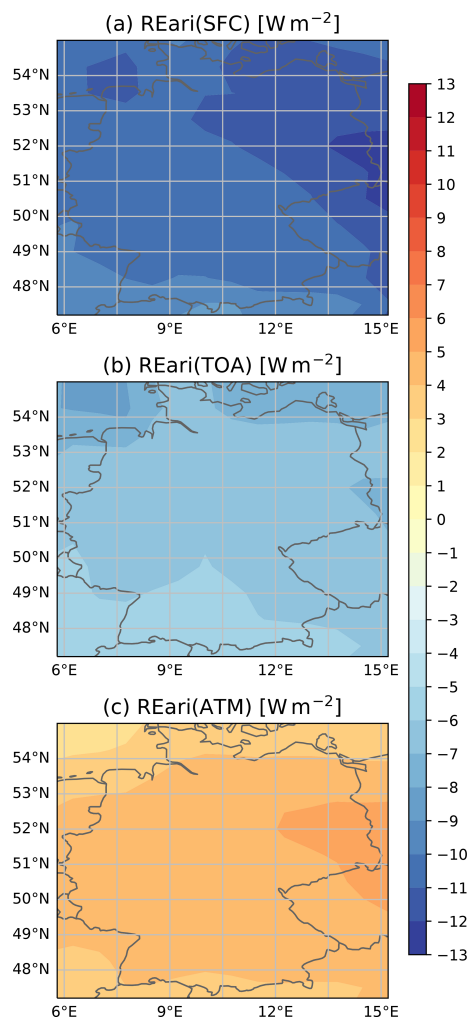 (a) REari(SFC) [W m−2]
54°N
53°N
52°N
51°N
50°N
49°N
48°N
6°E 9°E 12°E 15°E
(b) REari(TOA) [W m−2]
54°N
53°N
52°N
51°N
50°N
49°N
48°N
6°E 9°E 12°E 15°E
(c) REari(ATM) [W m−2]
54°N
53°N
52°N
51°N
50°N
49°N
48°N
6°E 9°E 12°E 15°E
13
12
11
10
9
8
7
6
5
4
3
2
1
0
−1
−2
−3
−4
−5
−6
−7
−8
−9
−10
−11
−12
−13